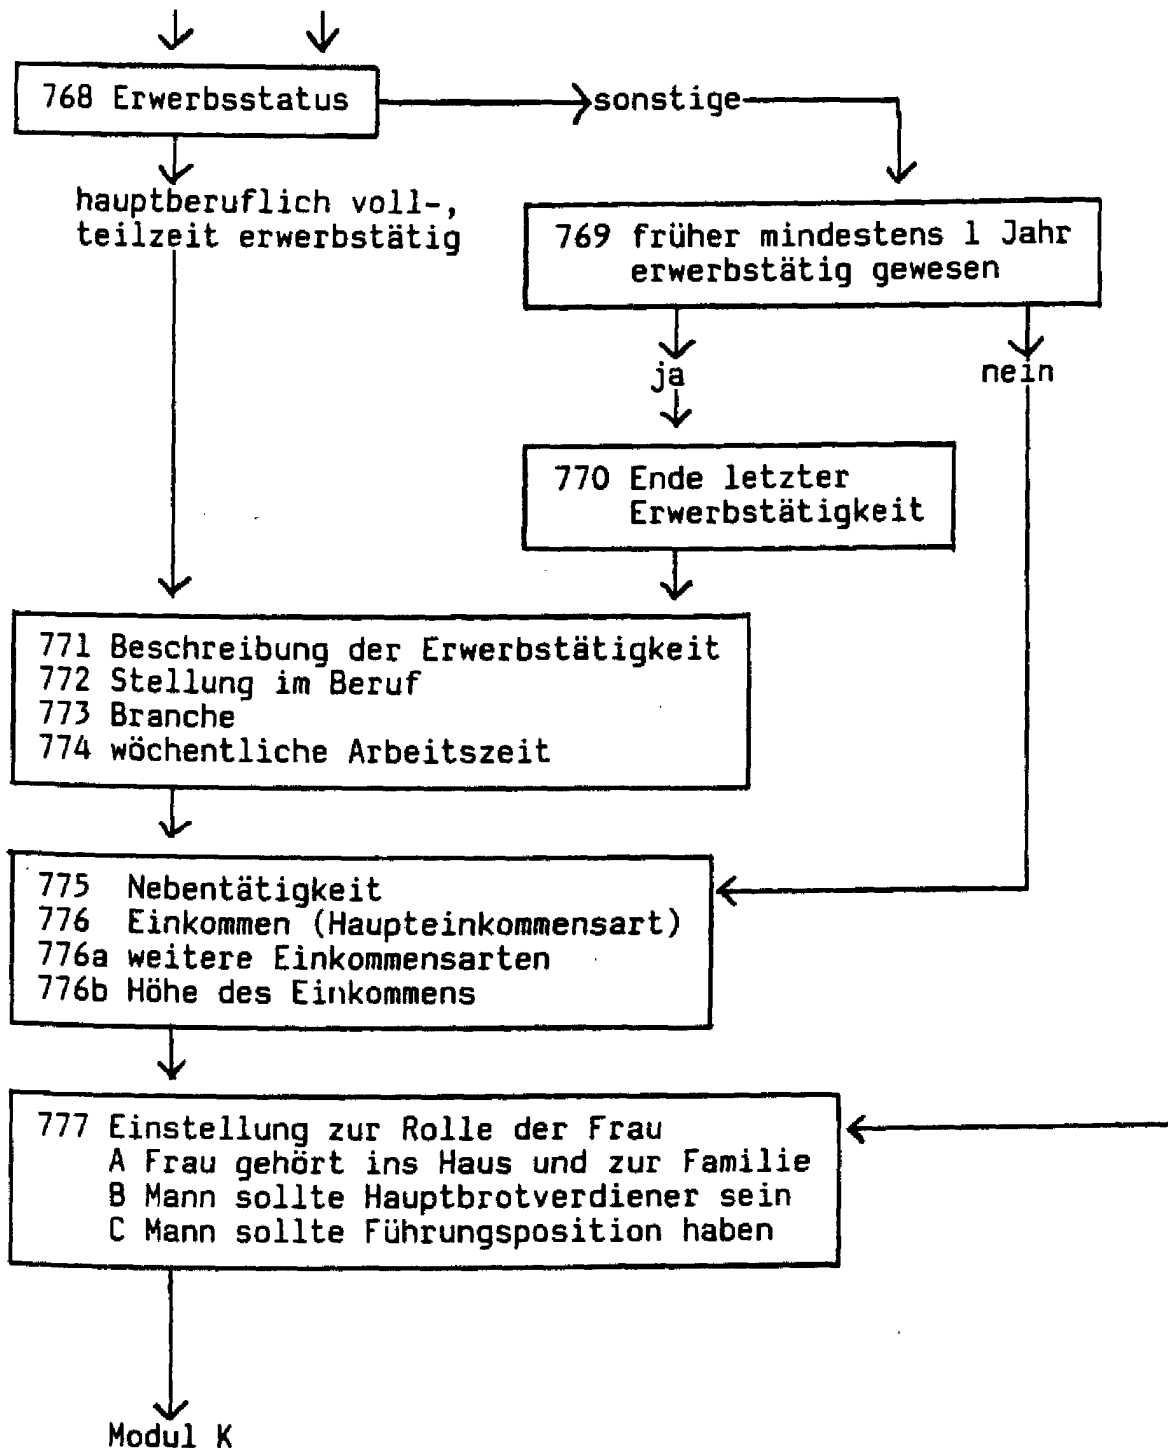 768 Erwerbsstatus
sonstige
hauptberuflich voll-,
teilzeit erwerbstätig
769 früher mindestens 1 Jahr
erwerbstätig gewesen
ja
nein
770 Ende letzter
Erwerbstätigkeit
771 Beschreibung der Erwerbstätigkeit
772 Stellung im Beruf
773 Branche
774 wöchentliche Arbeitszeit
775 Nebentätigkeit
776 Einkommen (Haupteinkommensart)
776a weitere Einkommensarten
776b Höhe des Einkommens
777 Einstellung zur Rolle der Frau
A Frau gehört ins Haus und zur Familie
B Mann sollte Hauptbrotverdiener sein
C Mann sollte Führungsposition haben
Modul K